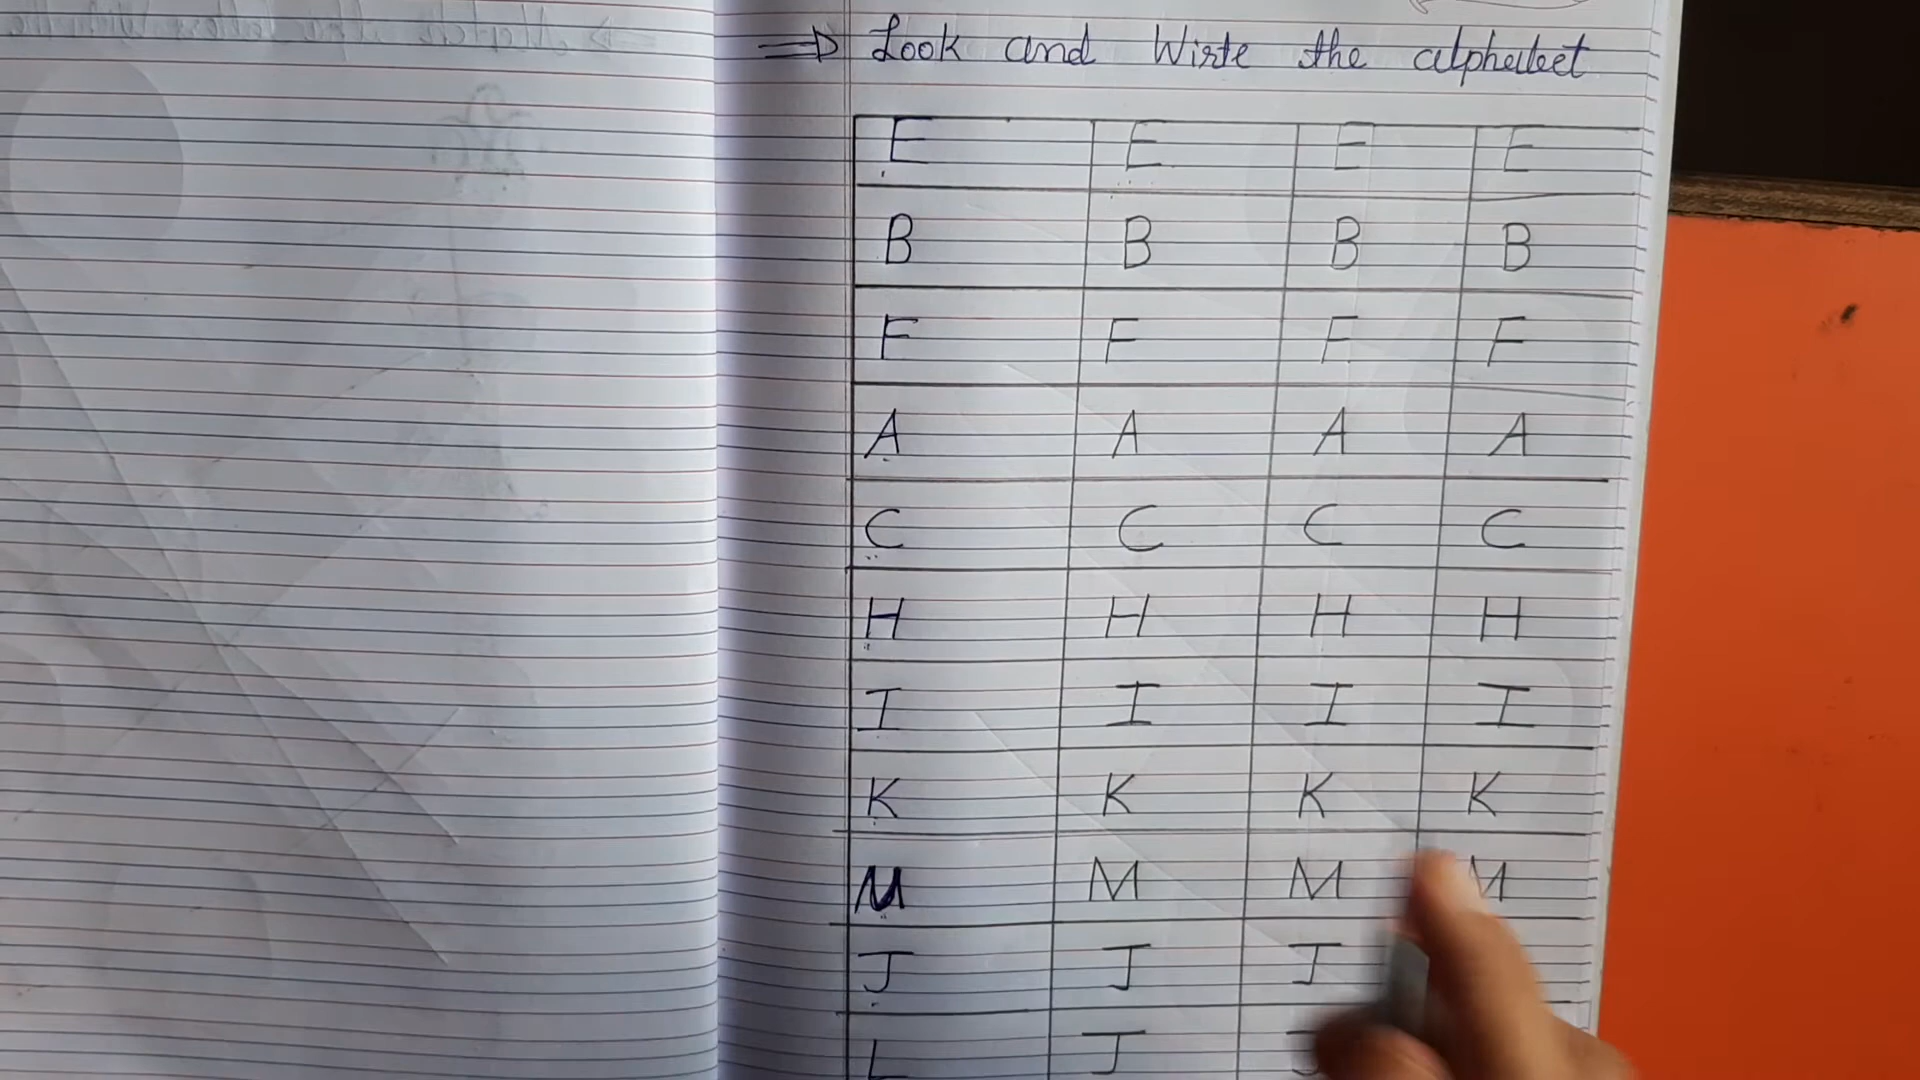 ⇒ Look and Wirte the alphabet
E E E E
B B B B
F F F F
A A A A
C C C C
H H H H
I I I I
K K K K
M M M M
J J J
L J J